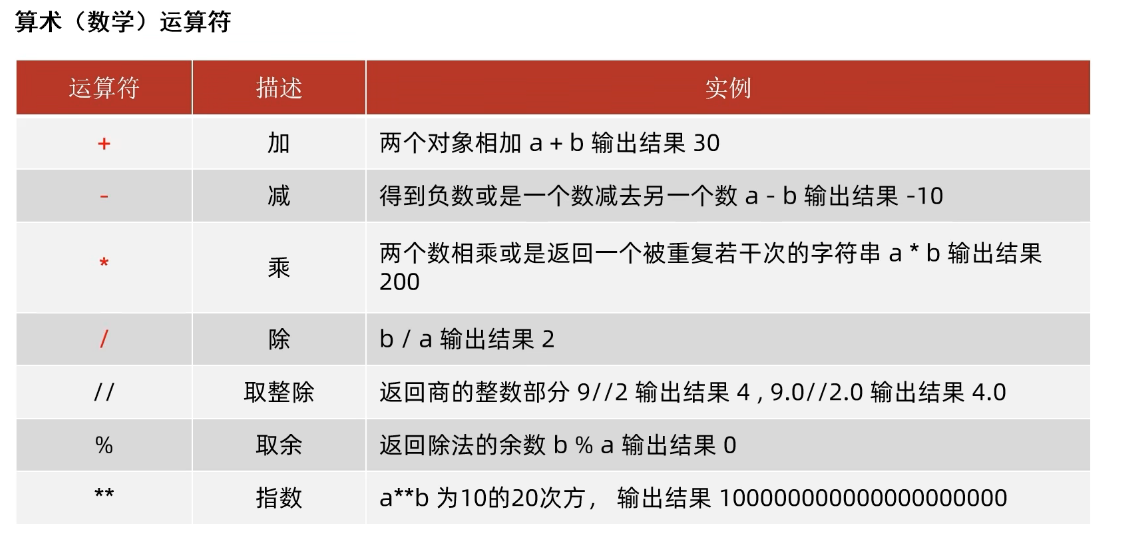 算术（数学）运算符
运算符 描述 实例
+ 加 两个对象相加 a + b 输出结果 30
- 减 得到负数或是一个数减去另一个数 a - b 输出结果 -10
* 乘 两个数相乘或是返回一个被重复若干次的字符串 a * b 输出结果
200
/ 除 b / a 输出结果 2
// 取整除 返回商的整数部分 9//2 输出结果 4 , 9.0//2.0 输出结果 4.0
% 取余 返回除法的余数 b % a 输出结果 0
** 指数 a**b 为10的20次方， 输出结果 100000000000000000000